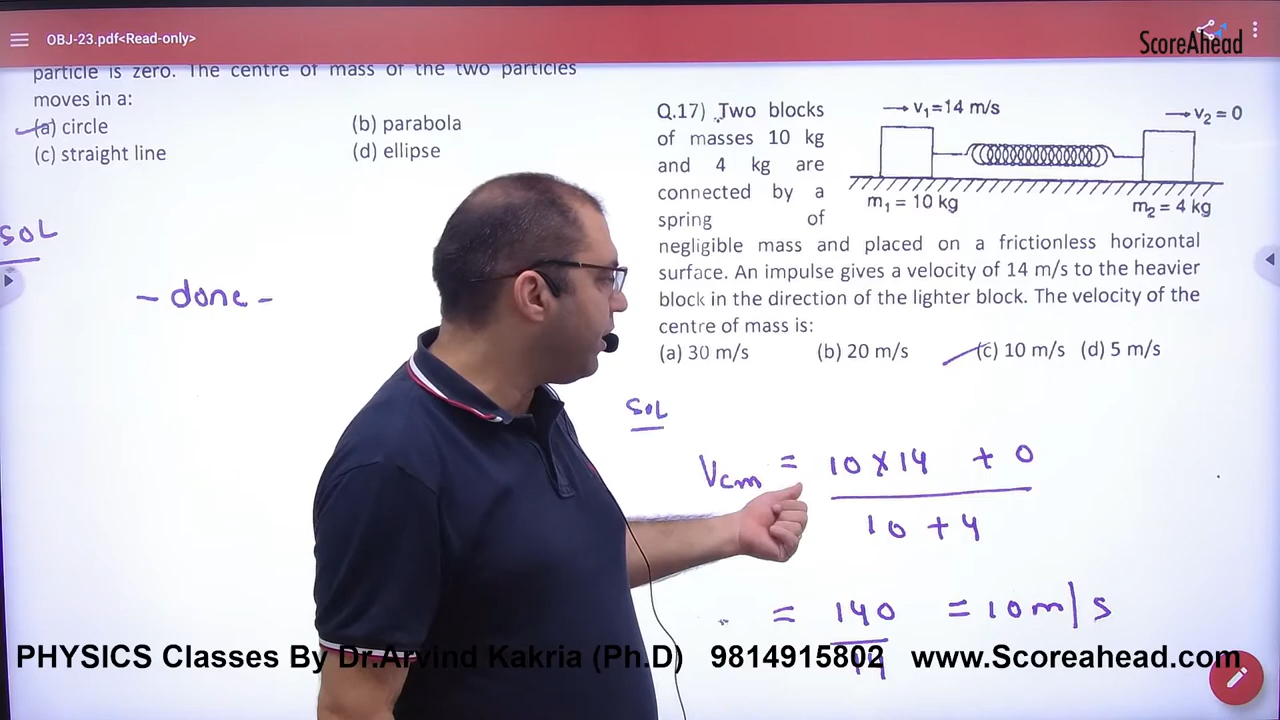 OBJ-23.pdf<Read-only>
ScoreAhead
particle is zero. The centre of mass of the two particles
moves in a:
(a) circle
(b) parabola
(c) straight line
(d) ellipse
SOL
- done -
Q.17) Two blocks
of masses 10 kg
and 4 kg are
connected by a
spring of
negligible mass and placed on a frictionless horizontal
surface. An impulse gives a velocity of 14 m/s to the heavier
block in the direction of the lighter block. The velocity of the
centre of mass is:
(a) 30 m/s (b) 20 m/s (c) 10 m/s (d) 5 m/s
v₁=14 m/s
v₂ = 0
m₁ = 10 kg
m₂ = 4 kg
SOL
Vcm = 10 x 14 + 0
10 + 4
= 140 = 10 m/s
14
PHYSICS Classes By Dr.Arvind Kakria (Ph.D) 9814915802 www.Scoreahead.com